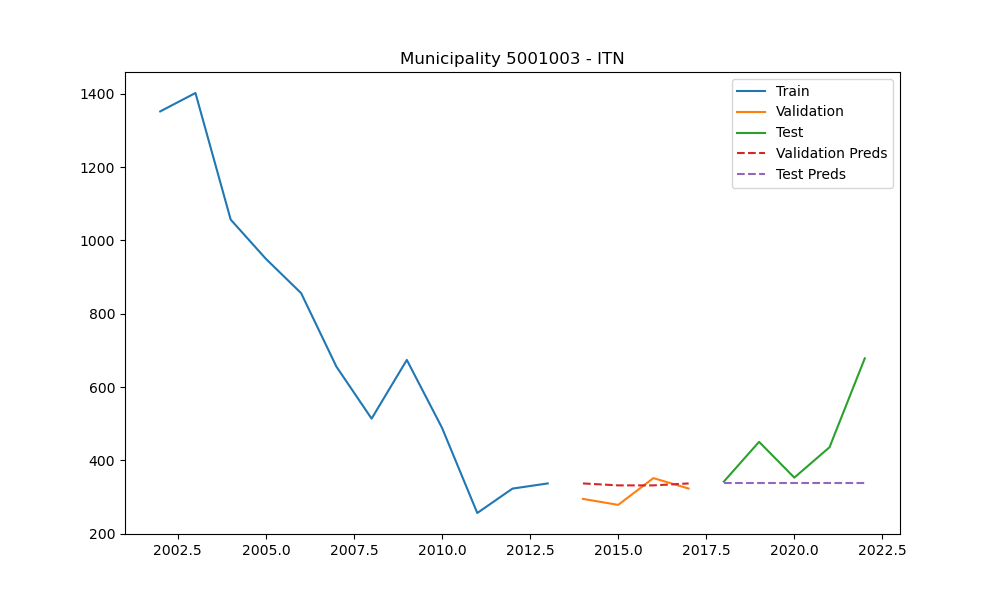 Municipality 5001003 - ITN
Train
Validation
Test
Validation Preds
Test Preds
1400
1200
1000
800
600
400
200
2002.5 2005.0 2007.5 2010.0 2012.5 2015.0 2017.5 2020.0 2022.5